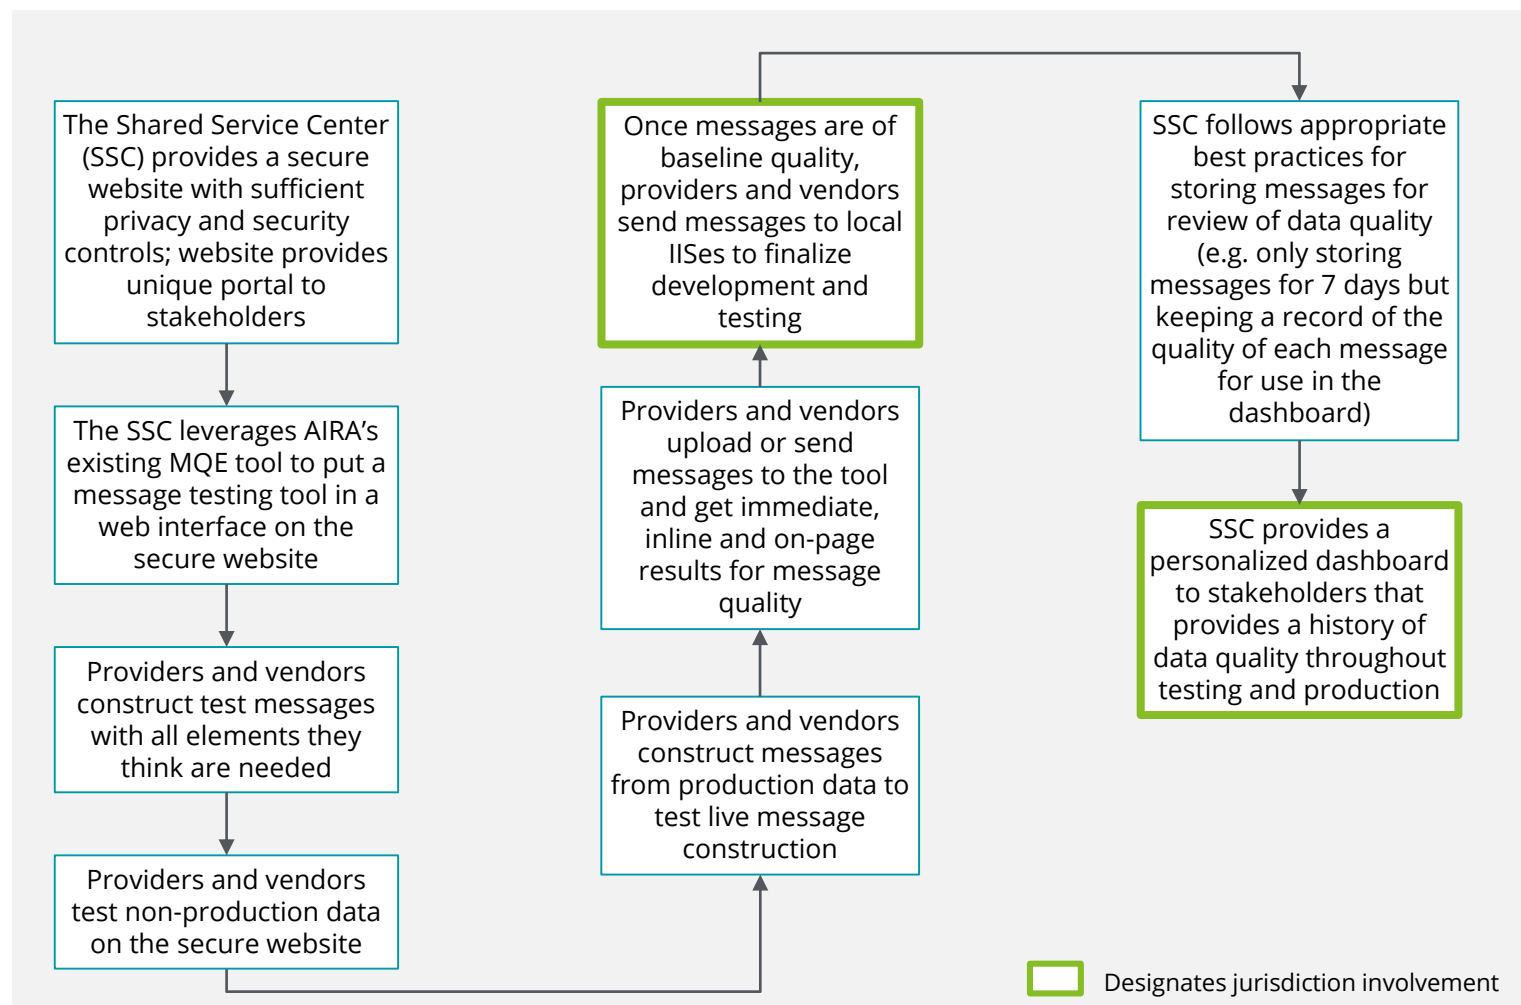 The Shared Service Center
(SSC) provides a secure
website with sufficient
privacy and security
controls; website provides
unique portal to
stakeholders
The SSC leverages AIRA’s
existing MQE tool to put a
message testing tool in a
web interface on the
secure website
Providers and vendors
construct test messages
with all elements they
think are needed
Providers and vendors
test non-production data
on the secure website
Providers and vendors
construct messages
from production data to
test live message
construction
Providers and vendors
upload or send
messages to the tool
and get immediate,
inline and on-page
results for message
quality
Once messages are of
baseline quality,
providers and vendors
send messages to local
IISes to finalize
development and
testing
SSC follows appropriate
best practices for
storing messages for
review of data quality
(e.g. only storing
messages for 7 days but
keeping a record of the
quality of each message
for use in the
dashboard)
SSC provides a
personalized dashboard
to stakeholders that
provides a history of
data quality throughout
testing and production
Designates jurisdiction involvement